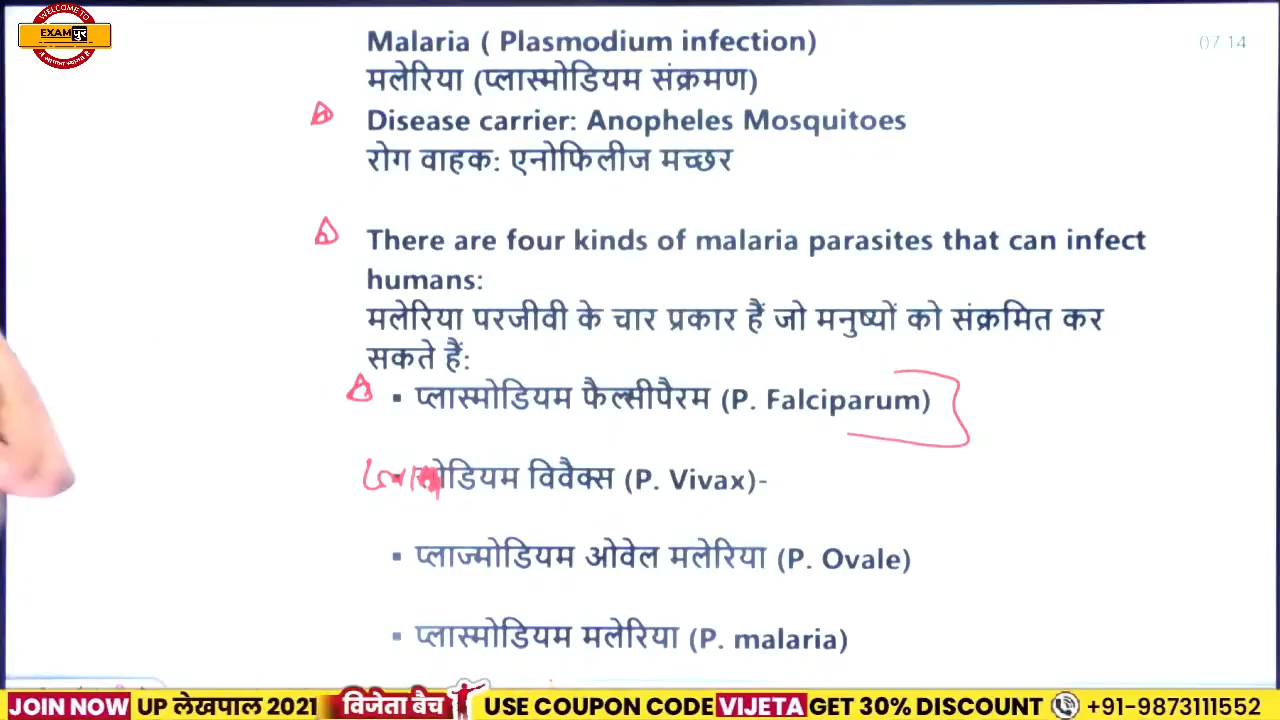 WELCOME TO
EXAMपुर
07 14
Malaria ( Plasmodium infection)
मलेरिया (प्लास्मोडियम संक्रमण)
Disease carrier: Anopheles Mosquitoes
रोग वाहक: एनोफिलीज मच्छर
There are four kinds of malaria parasites that can infect
humans:
मलेरिया परजीवी के चार प्रकार हैं जो मनुष्यों को संक्रमित कर
सकते हैं:
▪ प्लास्मोडियम फैल्सीपैरम (P. Falciparum)
विवैक्स (P. Vivax)-
▪ प्लाज्मोडियम ओवेल मलेरिया (P. Ovale)
▪ प्लास्मोडियम मलेरिया (P. malaria)
JOIN NOW UP लेखपाल 2021 विजेता बैच USE COUPON CODE VIJETA GET 30% DISCOUNT +91-9873111552